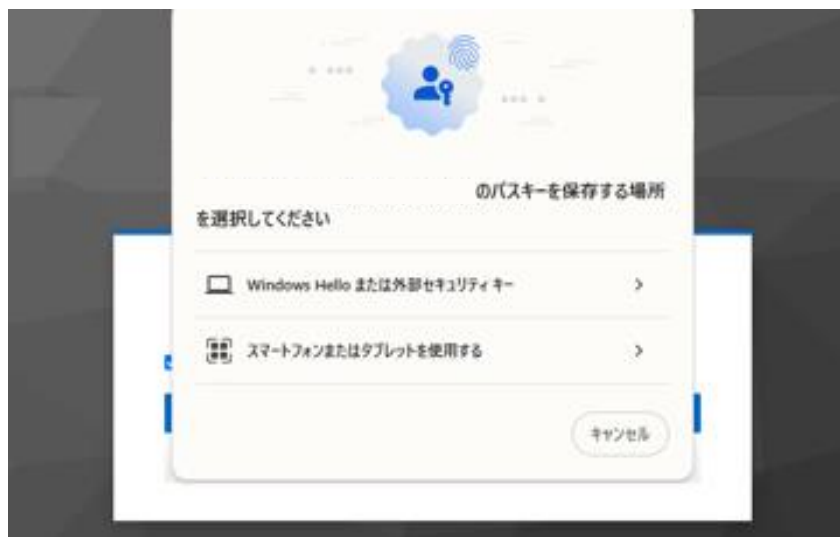 のパスキーを保存する場所
を選択してください
Windows Hello または外部セキュリティ キー
スマートフォンまたはタブレットを使用する
キャンセル